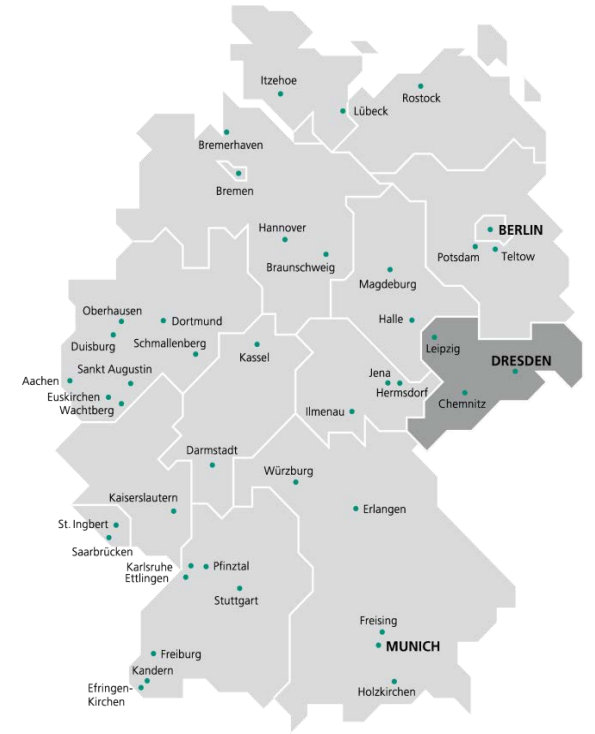 Itzehoe
Rostock
Lübeck
Bremerhaven
Bremen
Hannover
BERLIN
Potsdam
Teltow
Braunschweig
Magdeburg
Oberhausen
Dortmund
Halle
Duisburg
Schmallenberg
Kassel
Leipzig
DRESDEN
Sankt Augustin
Jena
Aachen
Hermsdorf
Euskirchen
Wachtberg
Ilmenau
Chemnitz
Darmstadt
Würzburg
Kaiserslautern
Erlangen
St. Ingbert
Saarbrücken
Karlsruhe
Pfinztal
Ettlingen
Stuttgart
Freising
MUNICH
Freiburg
Kandern
Efringen-
Kirchen
Holzkirchen